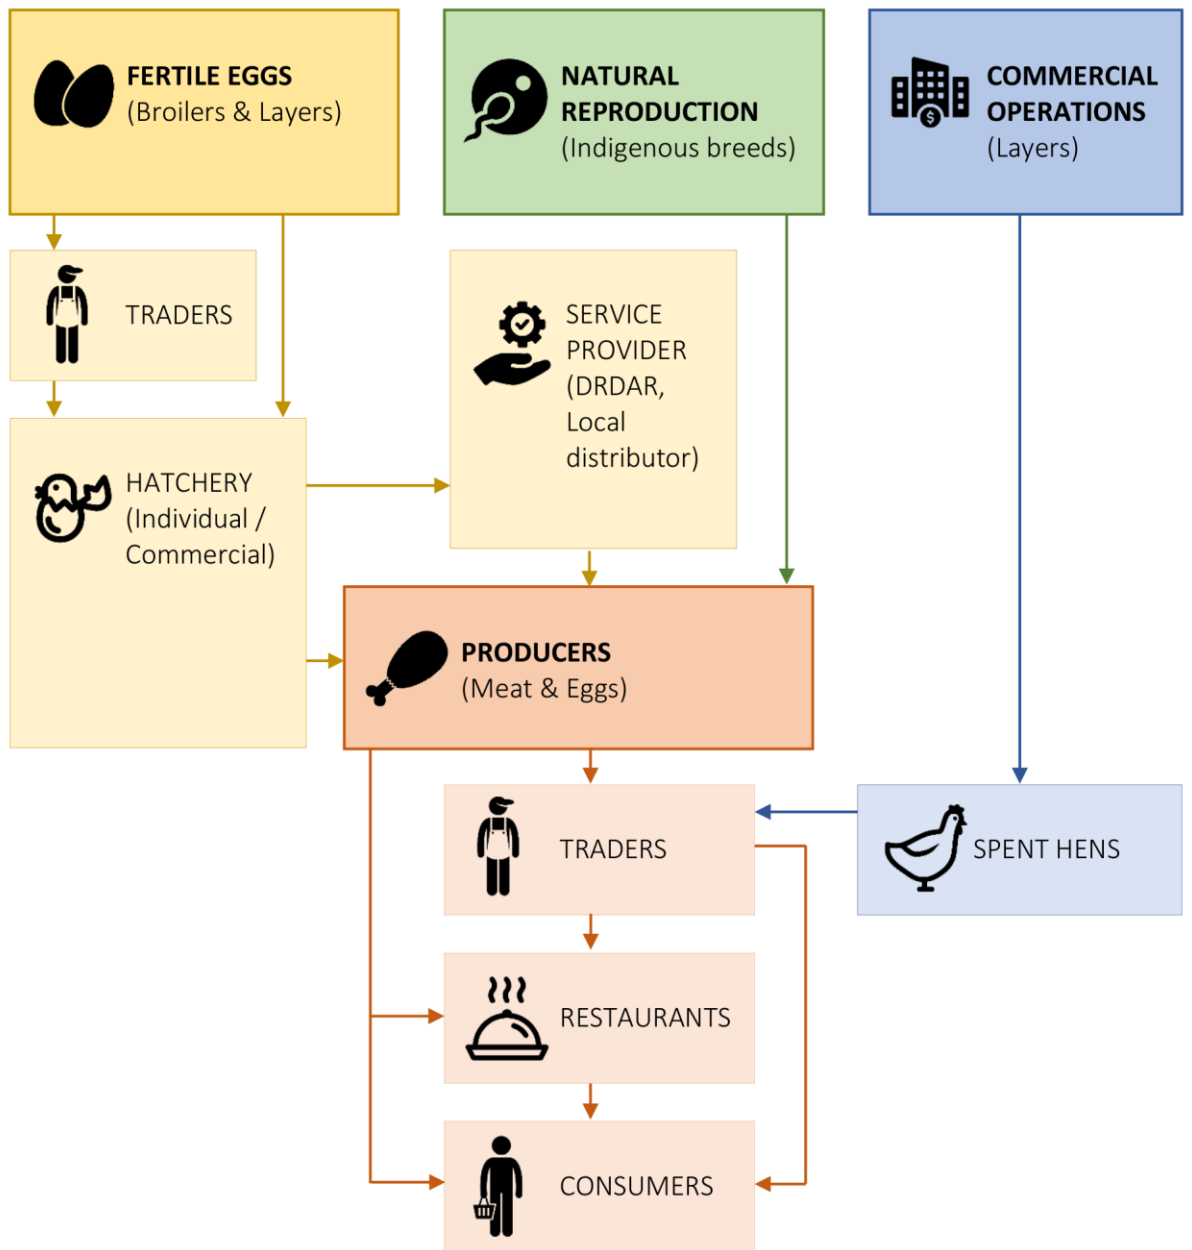 FERTILE EGGS
(Broilers & Layers)
NATURAL
REPRODUCTION
(Indigenous breeds)
COMMERCIAL
OPERATIONS
(Layers)
$
TRADERS
SERVICE
PROVIDER
(DRDAR,
Local
distributor)
HATCHERY
(Individual /
Commercial)
PRODUCERS
(Meat & Eggs)
TRADERS
SPENT HENS
RESTAURANTS
CONSUMERS